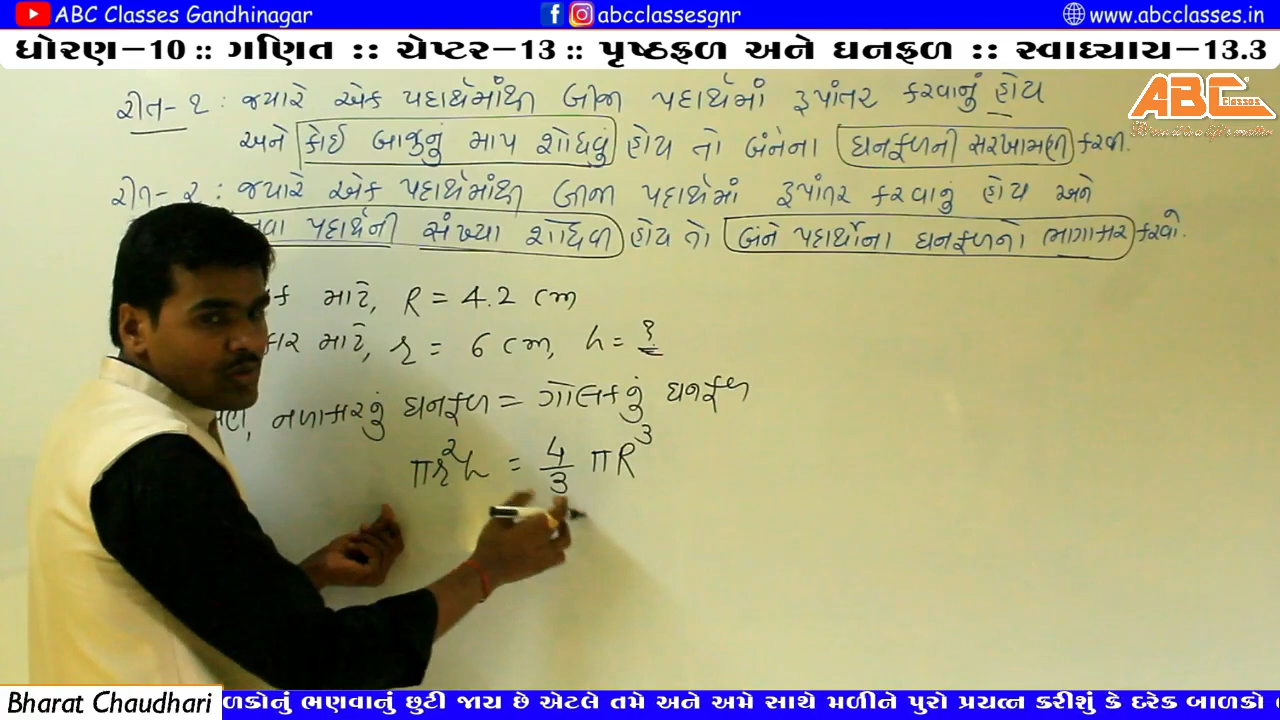 ABC Classes Gandhinagar abcclassesgnr www.abcclasses.in
ધોરણ-10 :: ગણિત :: ચેપ્ટર-13 :: પૃષ્ઠફળ અને ઘનફળ :: સ્વાધ્યાય-13.3
ABC Classes
રીત-૧ : જ્યારે એક પદાર્થમાંથી બીજા પદાર્થમાં રૂપાંતર કરવાનું હોય
અને કોઈ બાજુનું માપ શોધવું હોય તો બંનેના ઘનફળની સરખામણી કરવી.
રીત-૨ : જ્યારે એક પદાર્થમાંથી બીજા પદાર્થમાં રૂપાંતર કરવાનું હોય અને
પદાર્થની સંખ્યા શોધવી હોય તો બંને પદાર્થોના ઘનફળનો ભાગાકાર કરવો.
માટે, R = 4.2 cm
માટે, r = 6 cm, h = ?
નળાકારનું ઘનફળ = ગોલકનું ઘનફળ
πr²h = 4/3 πR³
Bharat Chaudhari
ળકોનું ભણવાનું છુટી જાય છે એટલે તમે અને અમે સાથે મળીને પુરો પ્રયત્ન કરીશું કે દરેક બાળકો